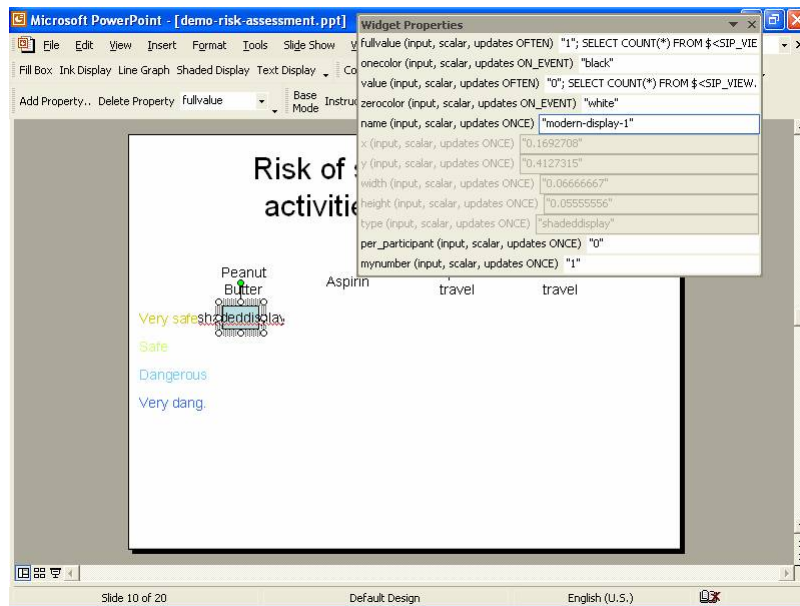 Microsoft PowerPoint - [demo-risk-assessment.ppt]
File Edit View Insert Format Tools Slide Show
Fill Box Ink Display Line Graph Shaded Display Text Display Co
Add Property.. Delete Property fullvalue Base Mode Instruc
Widget Properties
fullvalue (input, scalar, updates OFTEN) "1"; SELECT COUNT(*) FROM $<SIP_VIE
onecolor (input, scalar, updates ON_EVENT) "black"
value (input, scalar, updates OFTEN) "0"; SELECT COUNT(*) FROM $<SIP_VIEW.
zerocolor (input, scalar, updates ON_EVENT) "white"
name (input, scalar, updates ONCE) "modern-display-1"
x (input, scalar, updates ONCE) "0.1692708"
y (input, scalar, updates ONCE) "0.4127315"
width (input, scalar, updates ONCE) "0.06666667"
height (input, scalar, updates ONCE) "0.05555556"
type (input, scalar, updates ONCE) "shadeddisplay"
per_participant (input, scalar, updates ONCE) "0"
mynumber (input, scalar, updates ONCE) "1"
Risk of
activitie
Peanut
Butter
Aspirin
travel
travel
Very safe
shadeddisplay
Safe
Dangerous
Very dang.
Slide 10 of 20 Default Design English (U.S.)